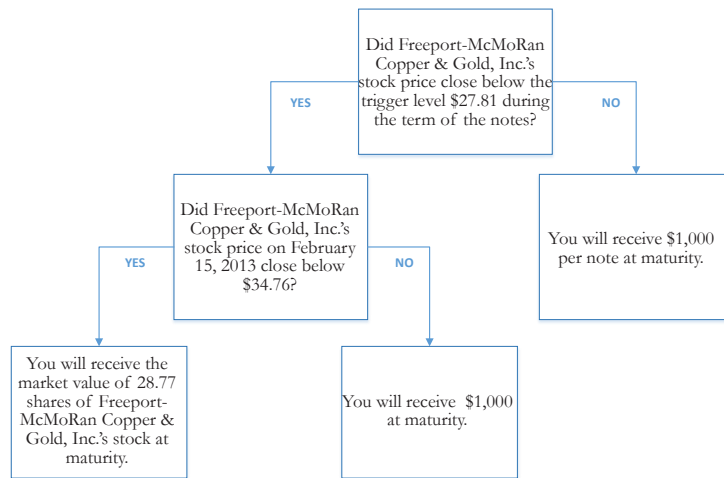 Did Freeport-McMoRan
Copper & Gold, Inc.'s
stock price close below the
trigger level $27.81 during
the term of the notes?
YES
NO
Did Freeport-McMoRan
Copper & Gold, Inc.'s
stock price on February
15, 2013 close below
$34.76?
You will receive $1,000
per note at maturity.
YES
NO
You will receive the
market value of 28.77
shares of Freeport-
McMoRan Copper &
Gold, Inc.'s stock at
maturity.
You will receive $1,000
at maturity.